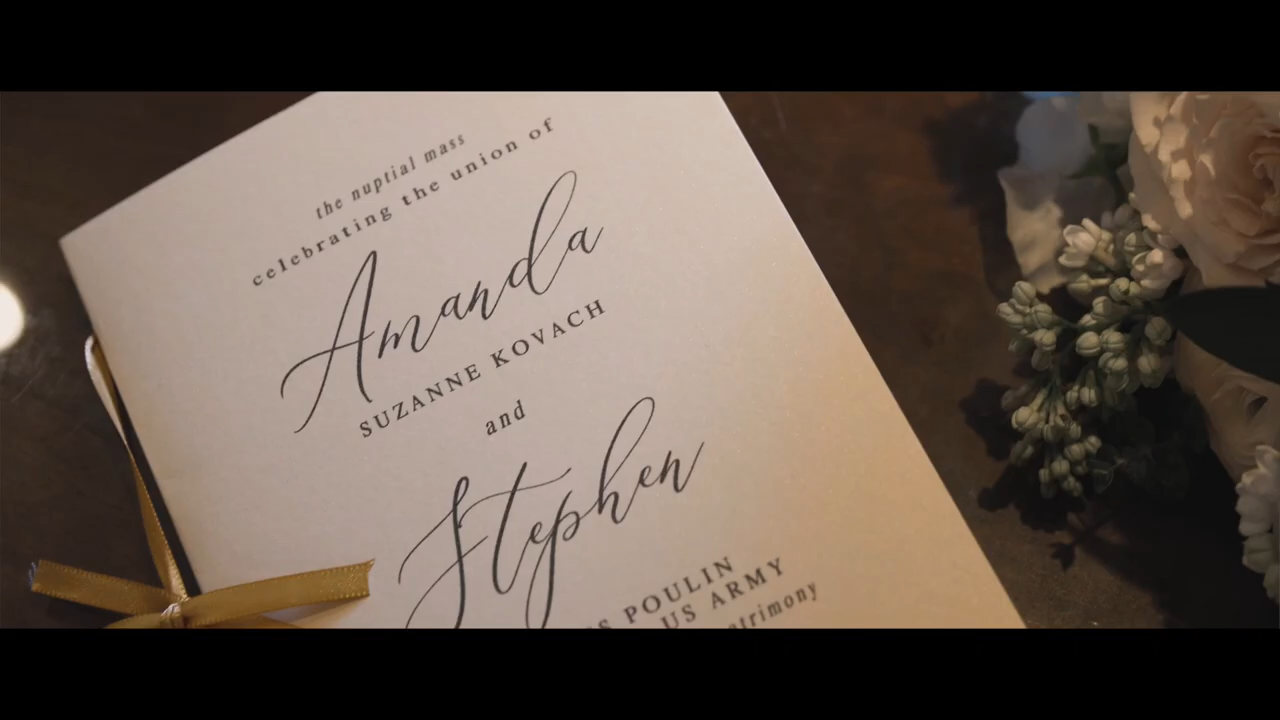 the nuptial mass
celebrating the union of
Amanda
SUZANNE KOVACH
and
Stephen
POULIN
US ARMY